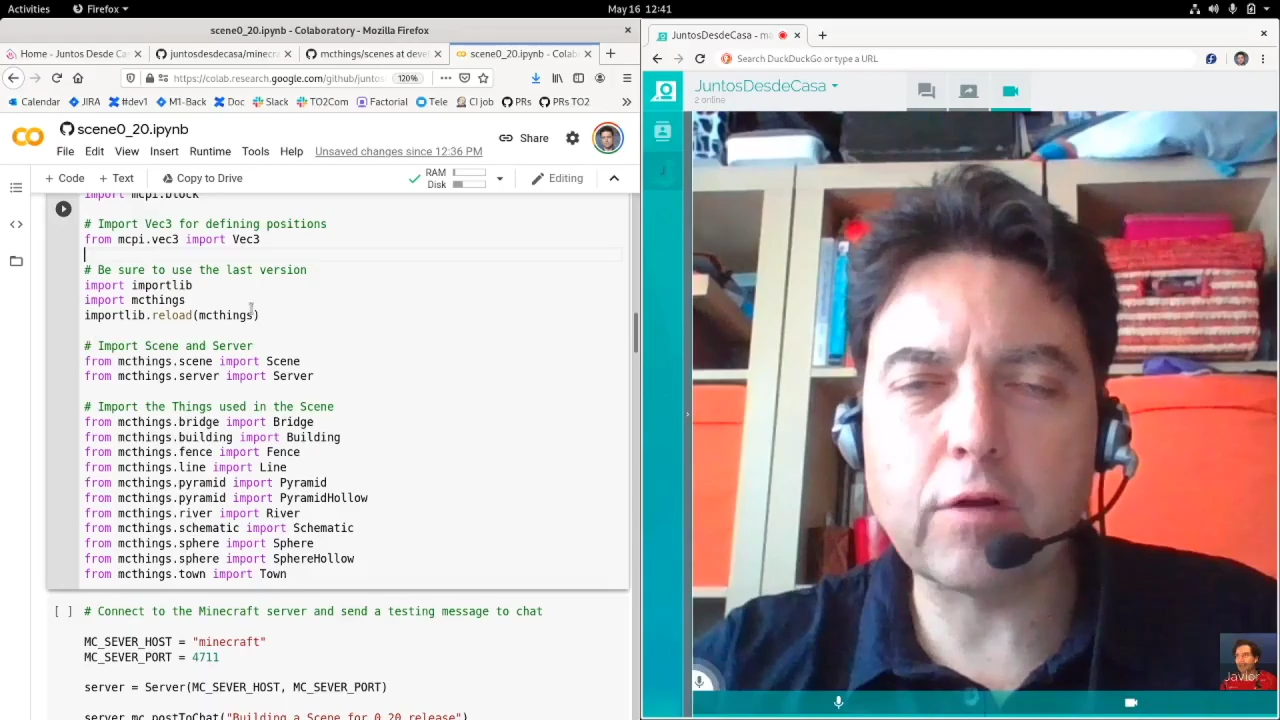 Activities
Firefox
May 16 12:41
scene0_20.ipynb - Colaboratory - Mozilla Firefox
Home - Juntos Desde Ca
juntosdesdecasa/minecr
mcthings/scenes at deve
scene0_20.ipynb - Colab
https://colab.research.google.com/github/juntos
120%
Calendar
JIRA
#dev1
M1-Back
Doc
Slack
TO2Com
Factorial
Tele
CI job
PRs
PRs TO2
scene0_20.ipynb
Share
File Edit View Insert Runtime Tools Help Unsaved changes since 12:36 PM
+ Code + Text Copy to Drive
RAM
Disk
Editing
import mcpi.block
# Import Vec3 for defining positions
from mcpi.vec3 import Vec3
# Be sure to use the last version
import importlib
import mcthings
importlib.reload(mcthings)
# Import Scene and Server
from mcthings.scene import Scene
from mcthings.server import Server
# Import the Things used in the Scene
from mcthings.bridge import Bridge
from mcthings.building import Building
from mcthings.fence import Fence
from mcthings.line import Line
from mcthings.pyramid import Pyramid
from mcthings.pyramid import PyramidHollow
from mcthings.river import River
from mcthings.schematic import Schematic
from mcthings.sphere import Sphere
from mcthings.sphere import SphereHollow
from mcthings.town import Town
[ ] # Connect to the Minecraft server and send a testing message to chat
MC_SEVER_HOST = "minecraft"
MC_SEVER_PORT = 4711
server = Server(MC_SEVER_HOST, MC_SEVER_PORT)
server.mc.postToChat("Building a Scene for 0.20 release")
JuntosDesdeCasa - ma
Search DuckDuckGo or type a URL
JuntosDesdeCasa
2 online
J
Javier